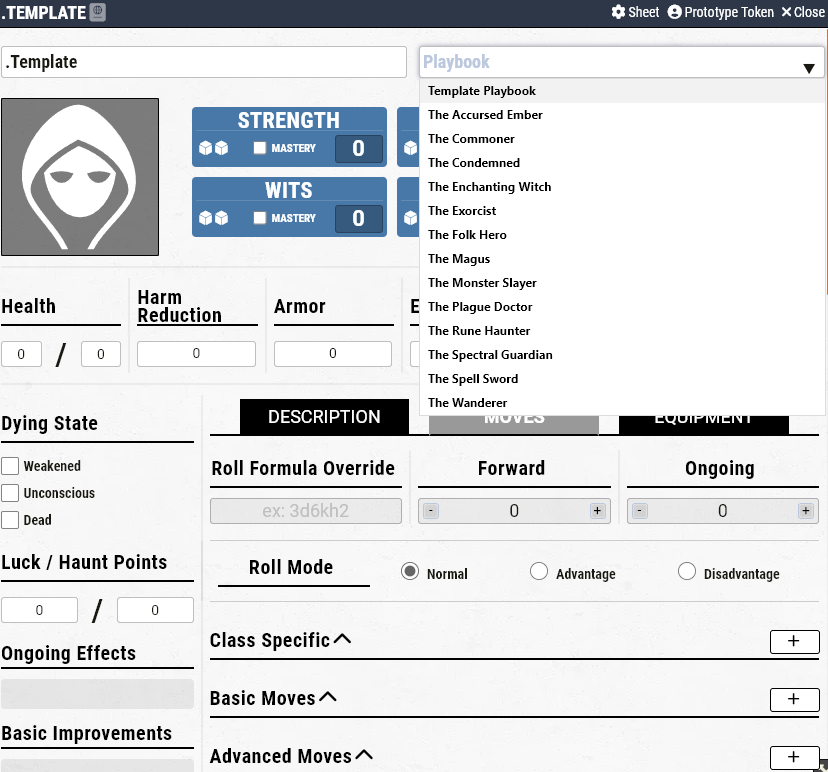 .TEMPLATE Sheet Prototype Token Close
.Template
Playbook
Template Playbook
The Accursed Ember
The Commoner
The Condemned
The Enchanting Witch
The Exorcist
The Folk Hero
The Magus
The Monster Slayer
The Plague Doctor
The Rune Haunter
The Spectral Guardian
The Spell Sword
The Wanderer
STRENGTH
MASTERY 0
WITS
MASTERY 0
Health
Harm
Reduction
Armor
E
0 / 0
0
0
Dying State
Weakened
Unconscious
Dead
Luck / Haunt Points
0 / 0
Ongoing Effects
Basic Improvements
DESCRIPTION MOVES EQUIPMENT
Roll Formula Override Forward Ongoing
ex: 3d6kh2 - 0 + - 0 +
Roll Mode Normal Advantage Disadvantage
Class Specific +
Basic Moves +
Advanced Moves +